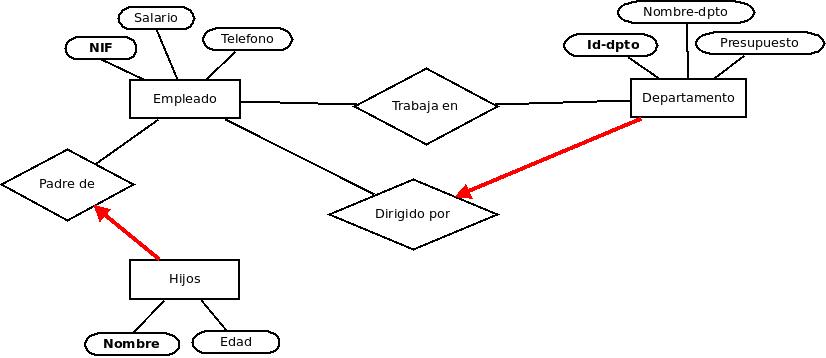 Salario
Nombre-dpto
NIF
Telefono
Id-dpto
Presupuesto
Empleado
Trabaja en
Departamento
Padre de
Dirigido por
Hijos
Nombre
Edad